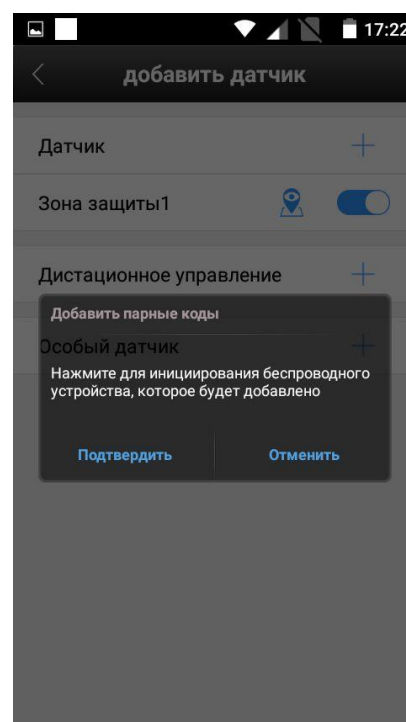 17:22
добавить датчик
Датчик
Зона защиты1
Дистационное управление
Добавить парные коды
Особый датчик
Нажмите для инициирования беспроводного
устройства, которое будет добавлено
Подтвердить Отменить